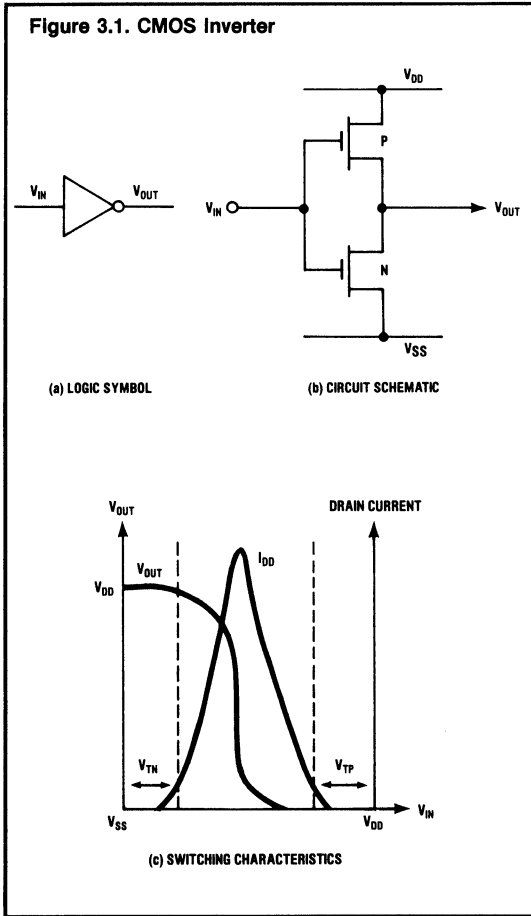 Figure 3.1. CMOS Inverter
V_IN
V_OUT
(a) LOGIC SYMBOL
V_DD
P
V_IN
V_OUT
N
V_SS
(b) CIRCUIT SCHEMATIC
V_OUT
DRAIN CURRENT
V_OUT
I_DD
V_DD
V_TN
V_TP
V_SS
V_DD
V_IN
(c) SWITCHING CHARACTERISTICS